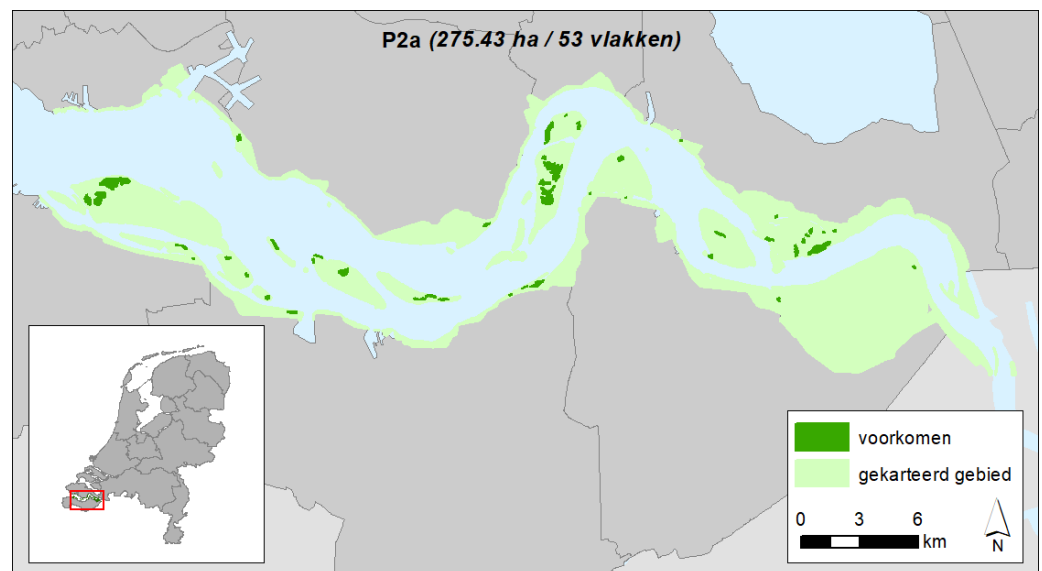 P2a (275.43 ha / 53 vlakken)
voorkomen
gekarteerd gebied
0 3 6
km
N